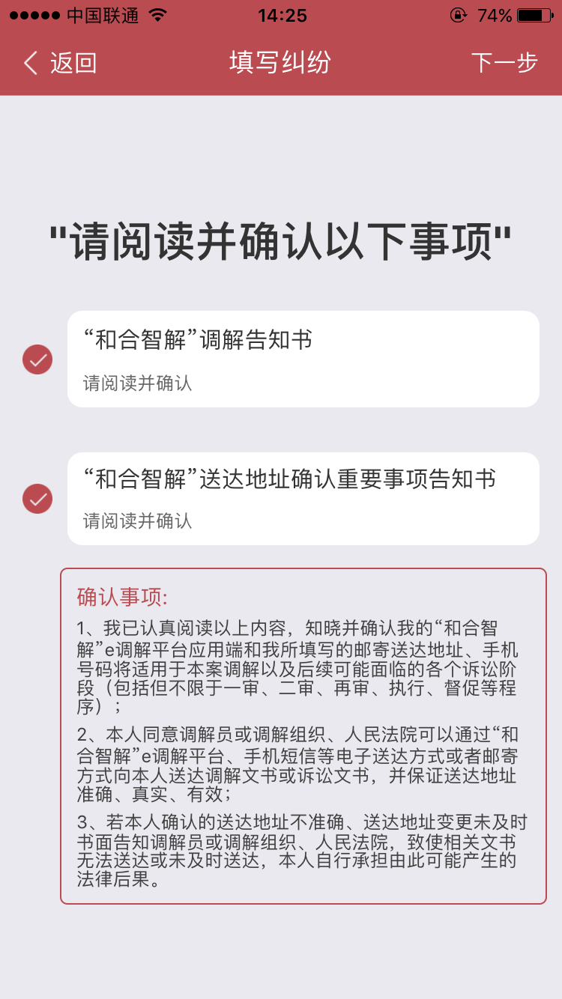 中国联通
14:25
74%
返回
填写纠纷
下一步
"请阅读并确认以下事项"
“和合智解”调解告知书
请阅读并确认
“和合智解”送达地址确认重要事项告知书
请阅读并确认
确认事项:
1、我已认真阅读以上内容，知晓并确认我的“和合智
解”e调解平台应用端和我所填写的邮寄送达地址、手机
号码将适用于本案调解以及后续可能面临的各个诉讼阶
段（包括但不限于一审、二审、再审、执行、督促等程
序）；
2、本人同意调解员或调解组织、人民法院可以通过“和
合智解”e调解平台、手机短信等电子送达方式或者邮寄
方式向本人送达调解文书或诉讼文书，并保证送达地址
准确、真实、有效；
3、若本人确认的送达地址不准确、送达地址变更未及时
书面告知调解员或调解组织、人民法院，致使相关文书
无法送达或未及时送达，本人自行承担由此可能产生的
法律后果。